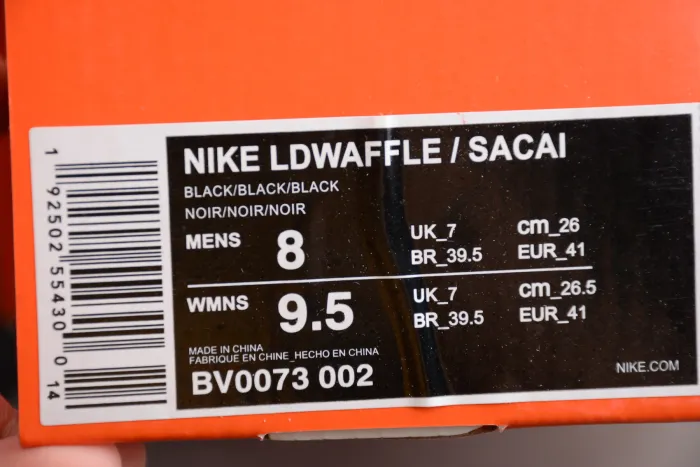 NIKE LDWAFFLE / SACAI
BLACK/BLACK/BLACK
NOIR/NOIR/NOIR
MENS 8 UK_7 cm_26
BR_39.5 EUR_41
WMNS 9.5 UK_7 cm_26.5
BR_39.5 EUR_41
MADE IN CHINA
FABRIQUE EN CHINE_HECHO EN CHINA
BV0073 002
NIKE.COM
1 92502 55430 0 14